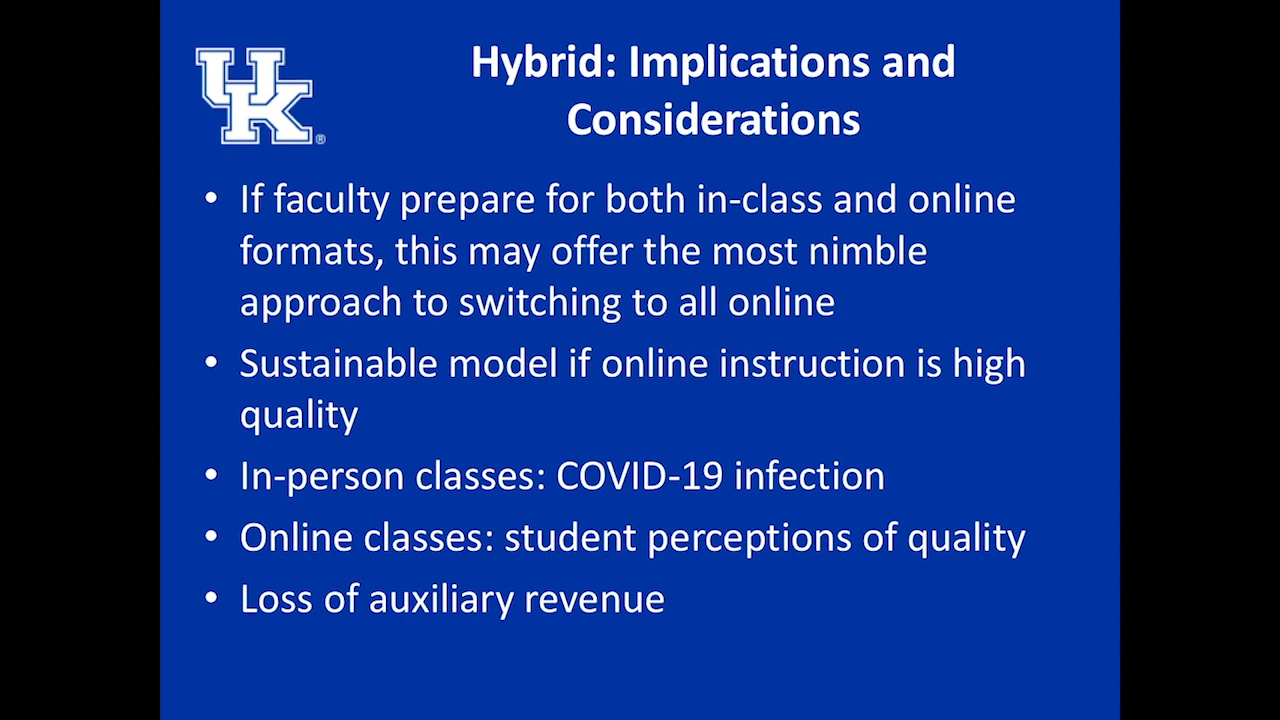 UK®
Hybrid: Implications and
Considerations
• If faculty prepare for both in-class and online
formats, this may offer the most nimble
approach to switching to all online
• Sustainable model if online instruction is high
quality
• In-person classes: COVID-19 infection
• Online classes: student perceptions of quality
• Loss of auxiliary revenue